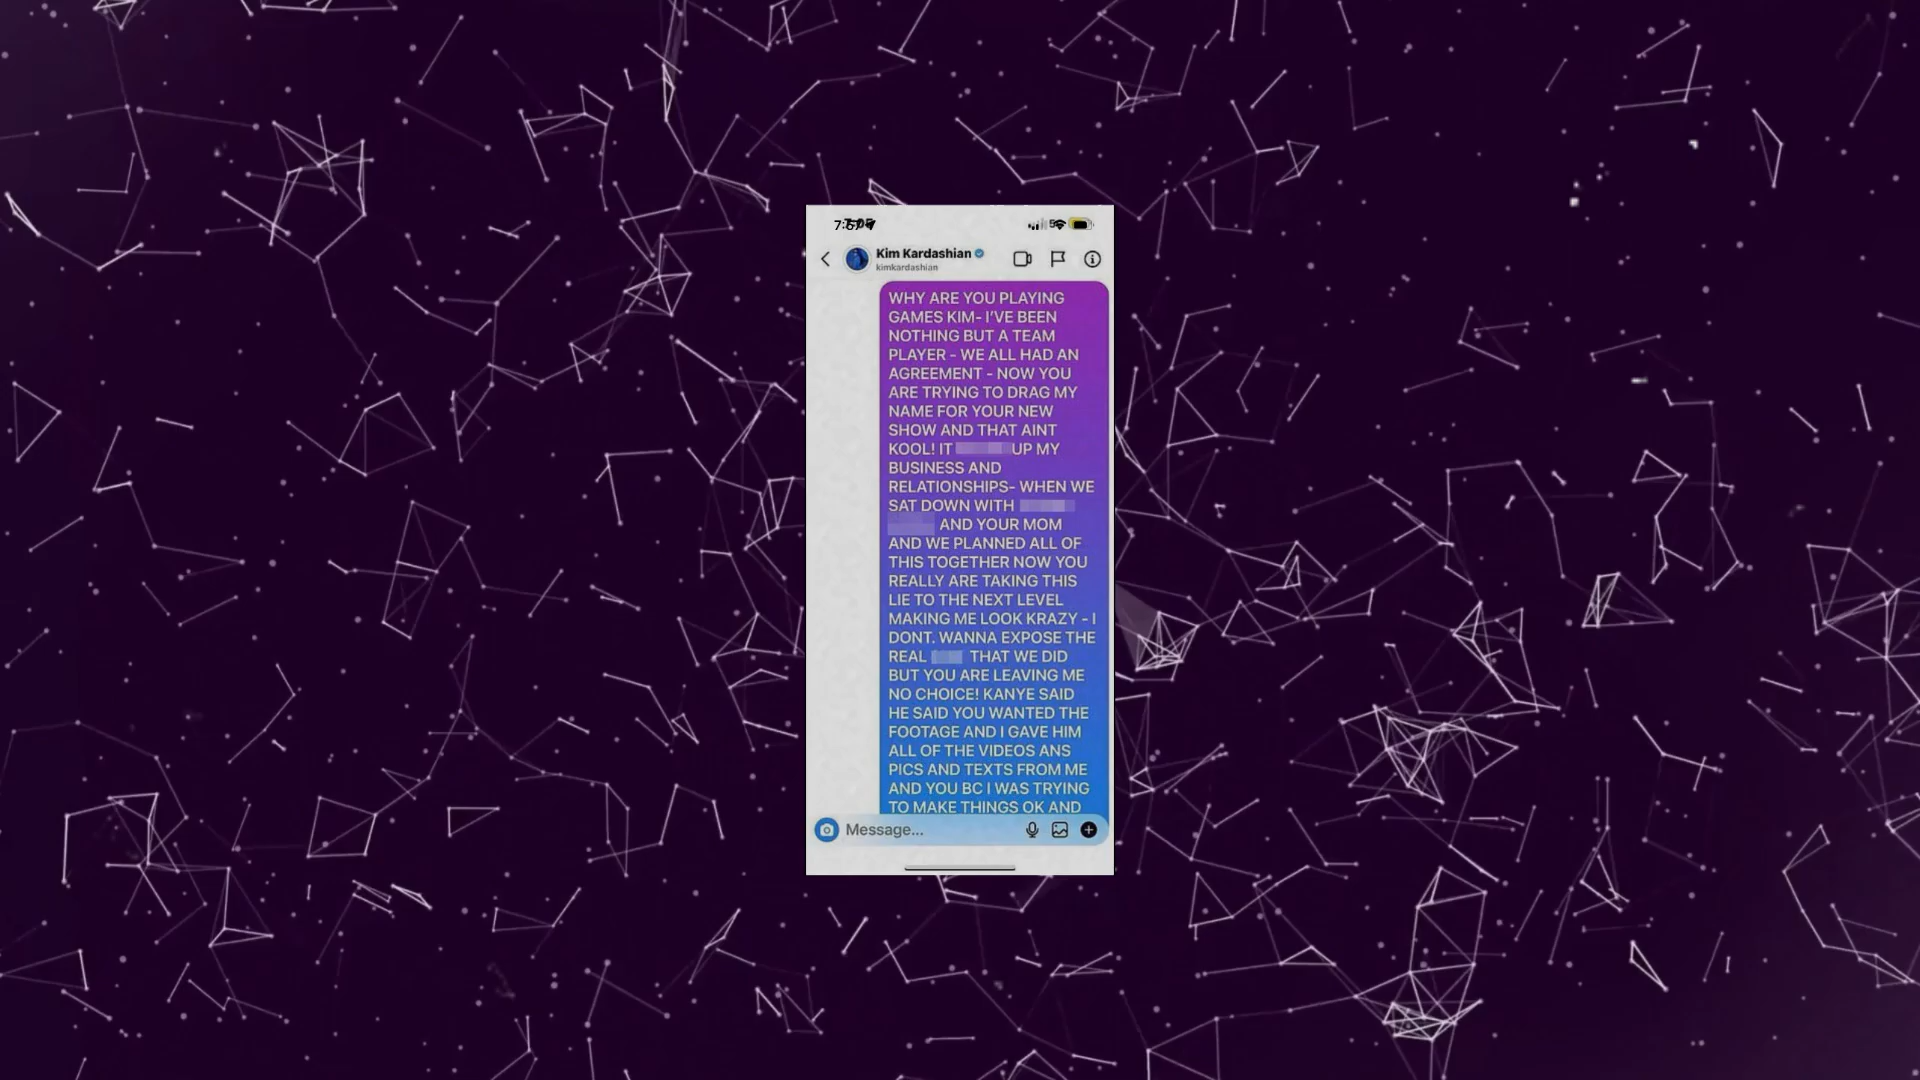 Kim Kardashian
kimkardashian
WHY ARE YOU PLAYING
GAMES KIM- I'VE BEEN
NOTHING BUT A TEAM
PLAYER - WE ALL HAD AN
AGREEMENT - NOW YOU
ARE TRYING TO DRAG MY
NAME FOR YOUR NEW
SHOW AND THAT AINT
KOOL! IT UP MY
BUSINESS AND
RELATIONSHIPS- WHEN WE
SAT DOWN WITH
AND YOUR MOM
AND WE PLANNED ALL OF
THIS TOGETHER NOW YOU
REALLY ARE TAKING THIS
LIE TO THE NEXT LEVEL
MAKING ME LOOK KRAZY - I
DONT. WANNA EXPOSE THE
REAL THAT WE DID
BUT YOU ARE LEAVING ME
NO CHOICE! KANYE SAID
HE SAID YOU WANTED THE
FOOTAGE AND I GAVE HIM
ALL OF THE VIDEOS ANS
PICS AND TEXTS FROM ME
AND YOU BC I WAS TRYING
TO MAKE THINGS OK AND
Message...